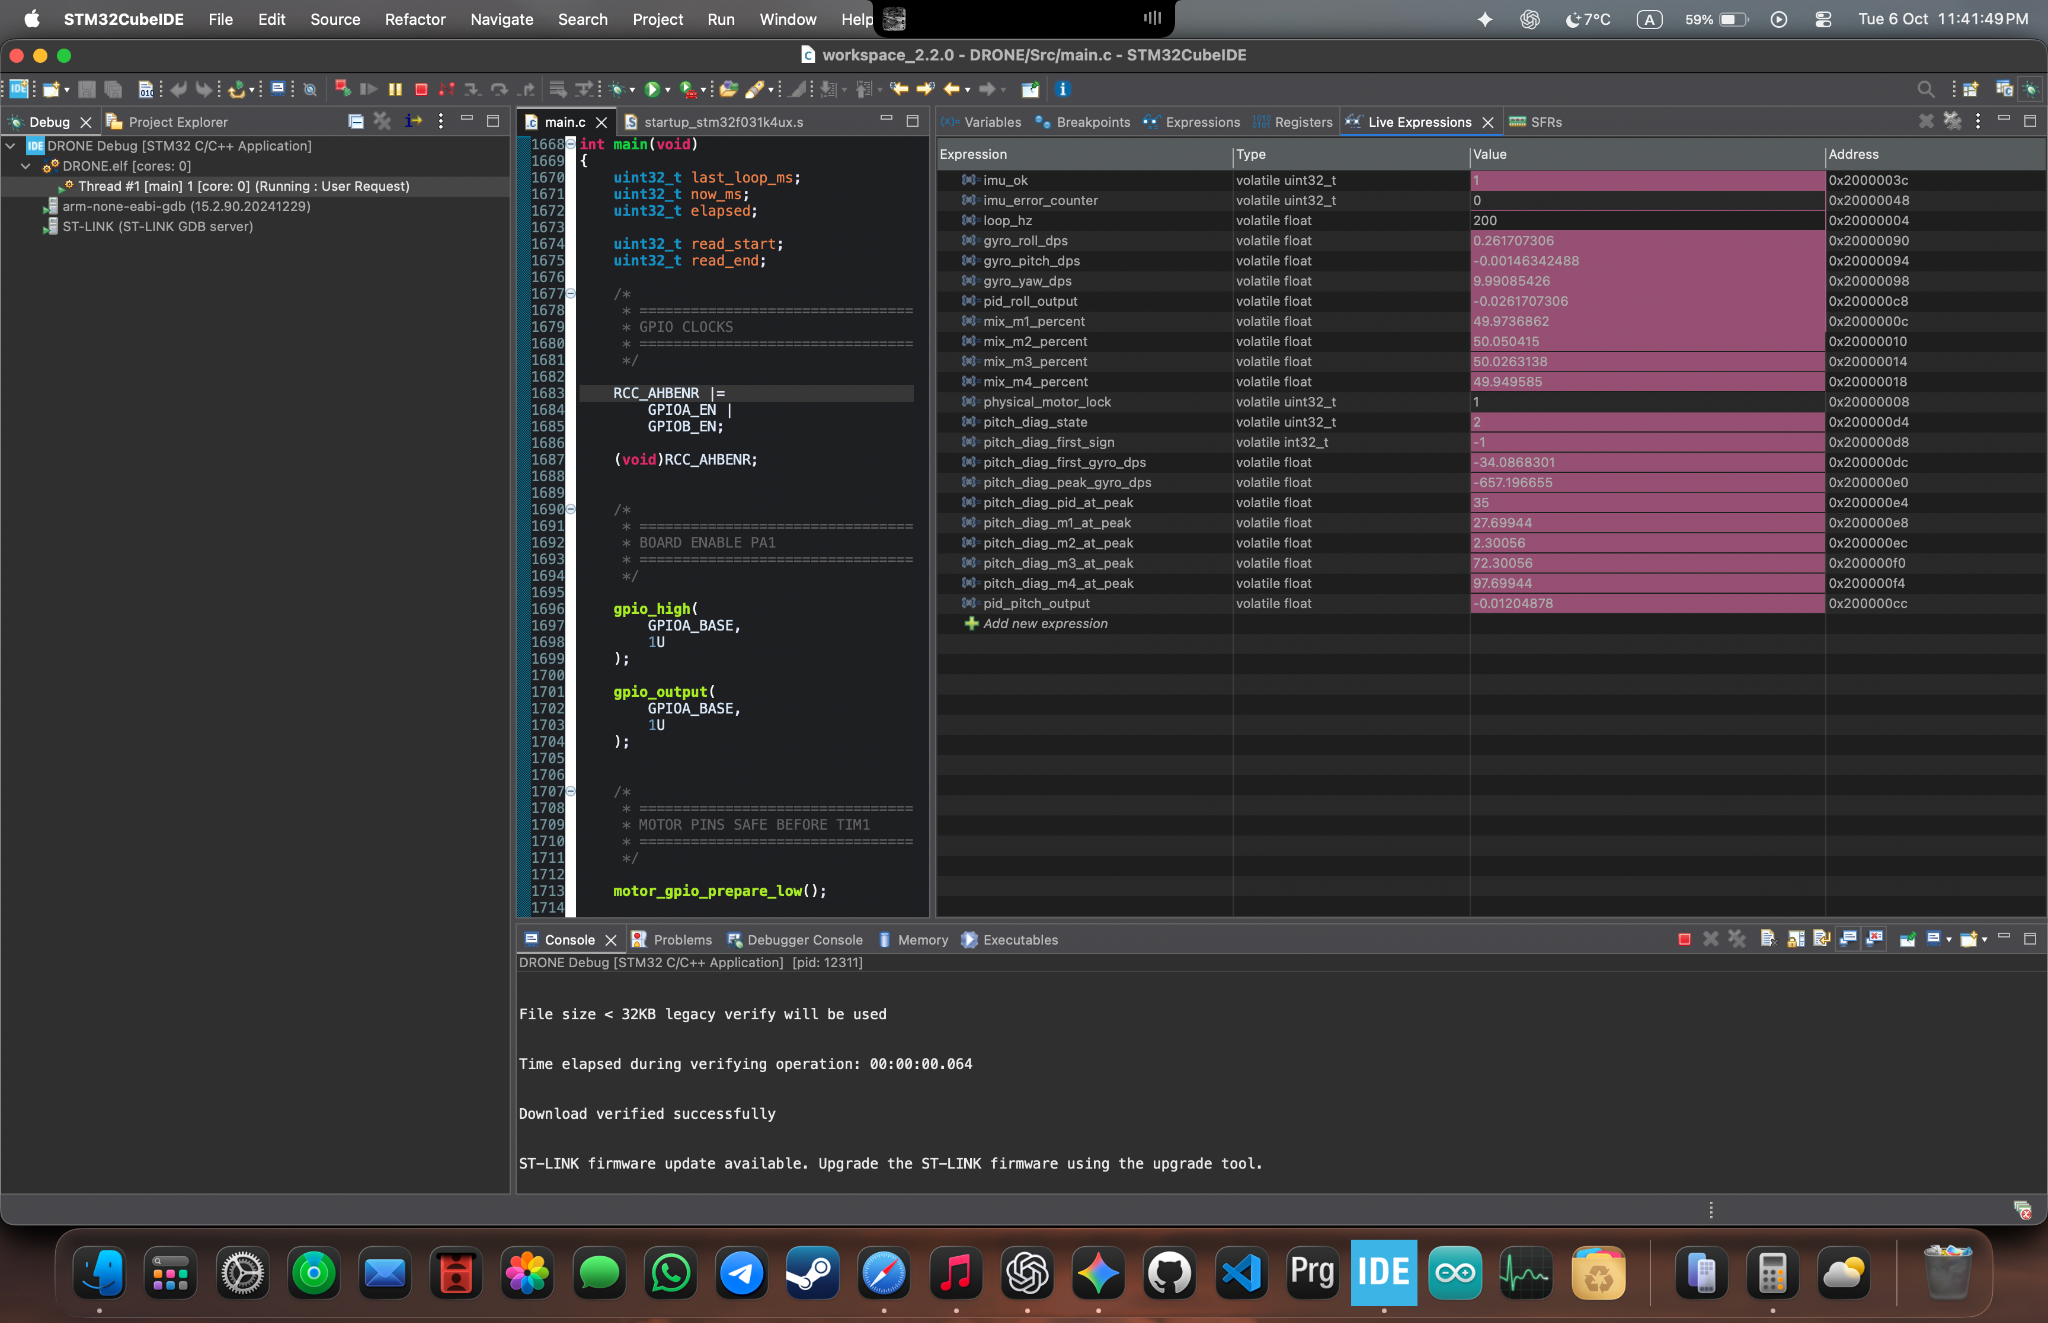 STM32CubeIDE File Edit Source Refactor Navigate Search Project Run Window Help 7°C A 59% Tue 6 Oct 11:41:49 PM
workspace_2.2.0 - DRONE/Src/main.c - STM32CubeIDE
Debug Project Explorer
DRONE Debug [STM32 C/C++ Application]
DRONE.elf [cores: 0]
Thread #1 [main] 1 [core: 0] (Running : User Request)
arm-none-eabi-gdb (15.2.90.20241229)
ST-LINK (ST-LINK GDB server)
main.c startup_stm32f031k4ux.s
1668 int main(void)
1669 {
1670 uint32_t last_loop_ms;
1671 uint32_t now_ms;
1672 uint32_t elapsed;
1673
1674 uint32_t read_start;
1675 uint32_t read_end;
1676
1677 /*
1678 * ================================
1679 * GPIO CLOCKS
1680 * ================================
1681 */
1682
1683 RCC_AHBENR |=
1684 GPIOA_EN |
1685 GPIOB_EN;
1686
1687 (void)RCC_AHBENR;
1688
1689
1690 /*
1691 * ================================
1692 * BOARD ENABLE PA1
1693 * ================================
1694 */
1695
1696 gpio_high(
1697 GPIOA_BASE,
1698 1U
1699 );
1700
1701 gpio_output(
1702 GPIOA_BASE,
1703 1U
1704 );
1705
1706
1707 /*
1708 * ================================
1709 * MOTOR PINS SAFE BEFORE TIM1
1710 * ================================
1711 */
1712
1713 motor_gpio_prepare_low();
1714
Variables Breakpoints Expressions Registers Live Expressions SFRs
Expression Type Value Address
imu_ok volatile uint32_t 1 0x2000003c
imu_error_counter volatile uint32_t 0 0x20000048
loop_hz volatile float 200 0x20000004
gyro_roll_dps volatile float 0.261707306 0x20000090
gyro_pitch_dps volatile float -0.00146342488 0x20000094
gyro_yaw_dps volatile float 9.99085426 0x20000098
pid_roll_output volatile float -0.0261707306 0x200000c8
mix_m1_percent volatile float 49.9736862 0x2000000c
mix_m2_percent volatile float 50.050415 0x20000010
mix_m3_percent volatile float 50.0263138 0x20000014
mix_m4_percent volatile float 49.949585 0x20000018
physical_motor_lock volatile uint32_t 1 0x20000008
pitch_diag_state volatile uint32_t 2 0x200000d4
pitch_diag_first_sign volatile int32_t -1 0x200000d8
pitch_diag_first_gyro_dps volatile float -34.0868301 0x200000dc
pitch_diag_peak_gyro_dps volatile float -657.196655 0x200000e0
pitch_diag_pid_at_peak volatile float 35 0x200000e4
pitch_diag_m1_at_peak volatile float 27.69944 0x200000e8
pitch_diag_m2_at_peak volatile float 2.30056 0x200000ec
pitch_diag_m3_at_peak volatile float 72.30056 0x200000f0
pitch_diag_m4_at_peak volatile float 97.69944 0x200000f4
pid_pitch_output volatile float -0.01204878 0x200000cc
Add new expression
Console Problems Debugger Console Memory Executables
DRONE Debug [STM32 C/C++ Application] [pid: 12311]
File size < 32KB legacy verify will be used
Time elapsed during verifying operation: 00:00:00.064
Download verified successfully
ST-LINK firmware update available. Upgrade the ST-LINK firmware using the upgrade tool.
Prg IDE